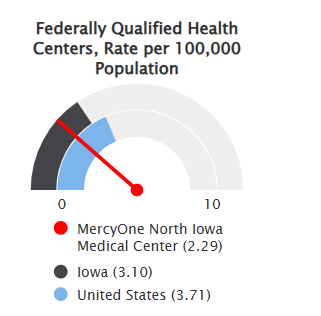 Federally Qualified Health
Centers, Rate per 100,000
Population
0 10
MercyOne North Iowa
Medical Center (2.29)
Iowa (3.10)
United States (3.71)